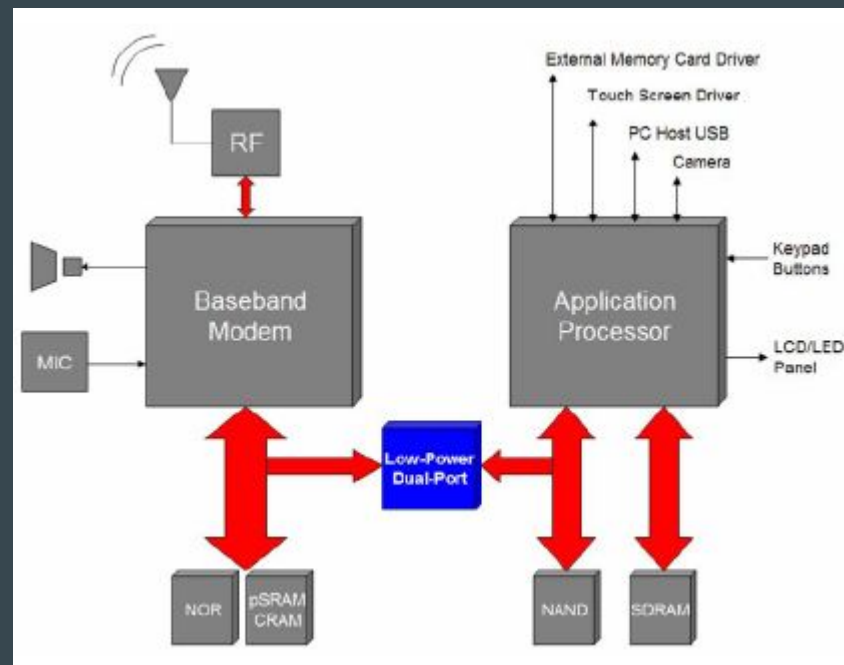 External Memory Card Driver
Touch Screen Driver
PC Host USB
Camera
RF
Baseband
Modem
Application
Processor
Keypad
Buttons
MIC
LCD/LED
Panel
Low-Power
Dual-Port
NOR
pSRAM
CRAM
NAND
SDRAM